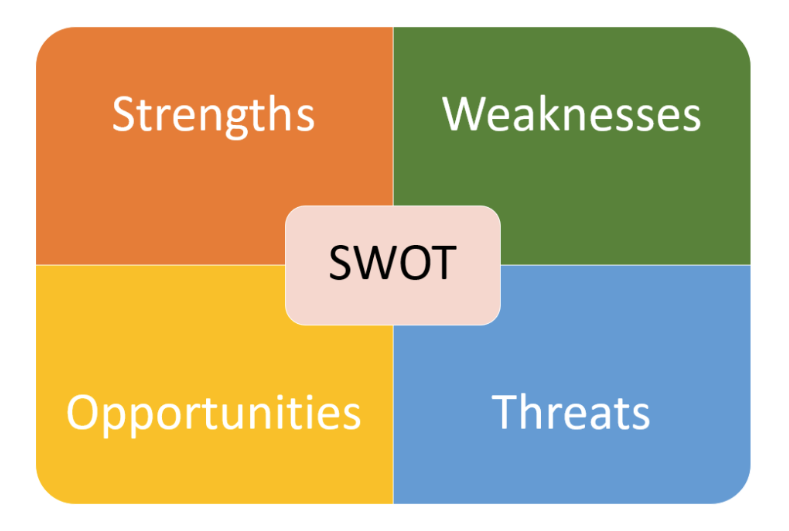 Strengths
Weaknesses
SWOT
Opportunities
Threats